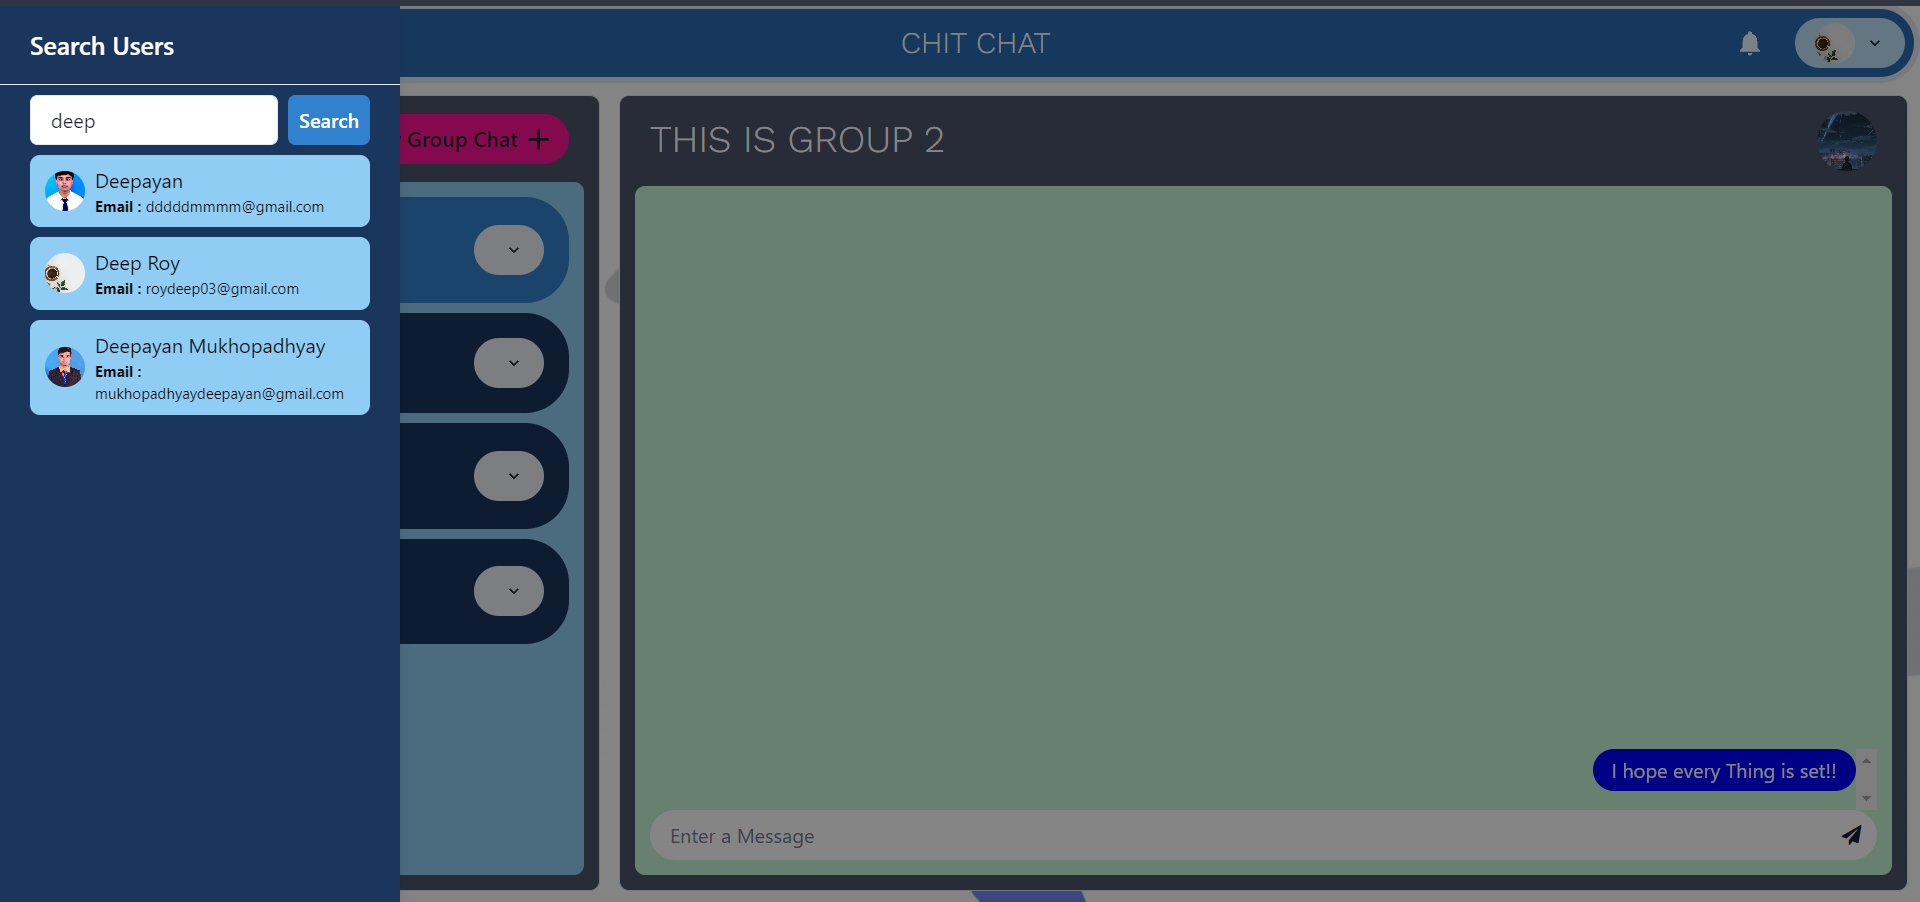 Search Users
deep
Search
Deepayan
Email : dddddmmmm@gmail.com
Deep Roy
Email : roydeep03@gmail.com
Deepayan Mukhopadhyay
Email :
mukhopadhyaydeepayan@gmail.com
CHIT CHAT
Group Chat
THIS IS GROUP 2
I hope every Thing is set!!
Enter a Message